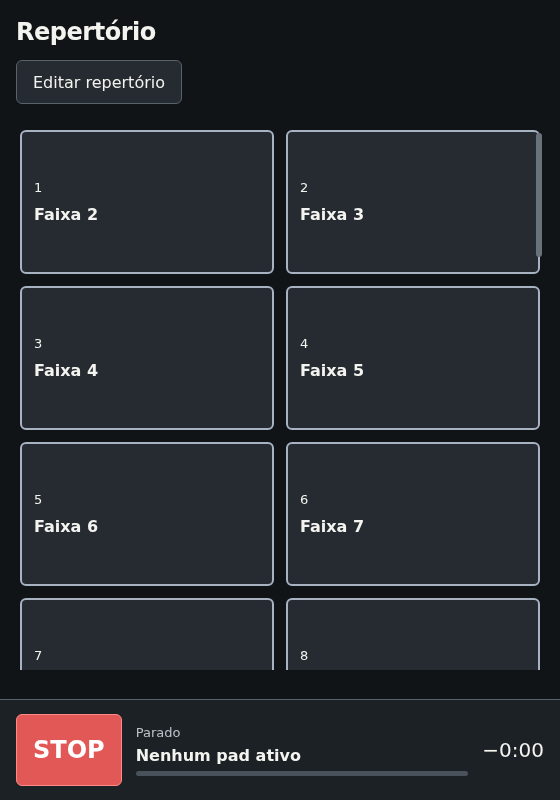 Repertório
Editar repertório
1
Faixa 2
2
Faixa 3
3
Faixa 4
4
Faixa 5
5
Faixa 6
6
Faixa 7
7
8
STOP
Parado
Nenhum pad ativo
−0:00